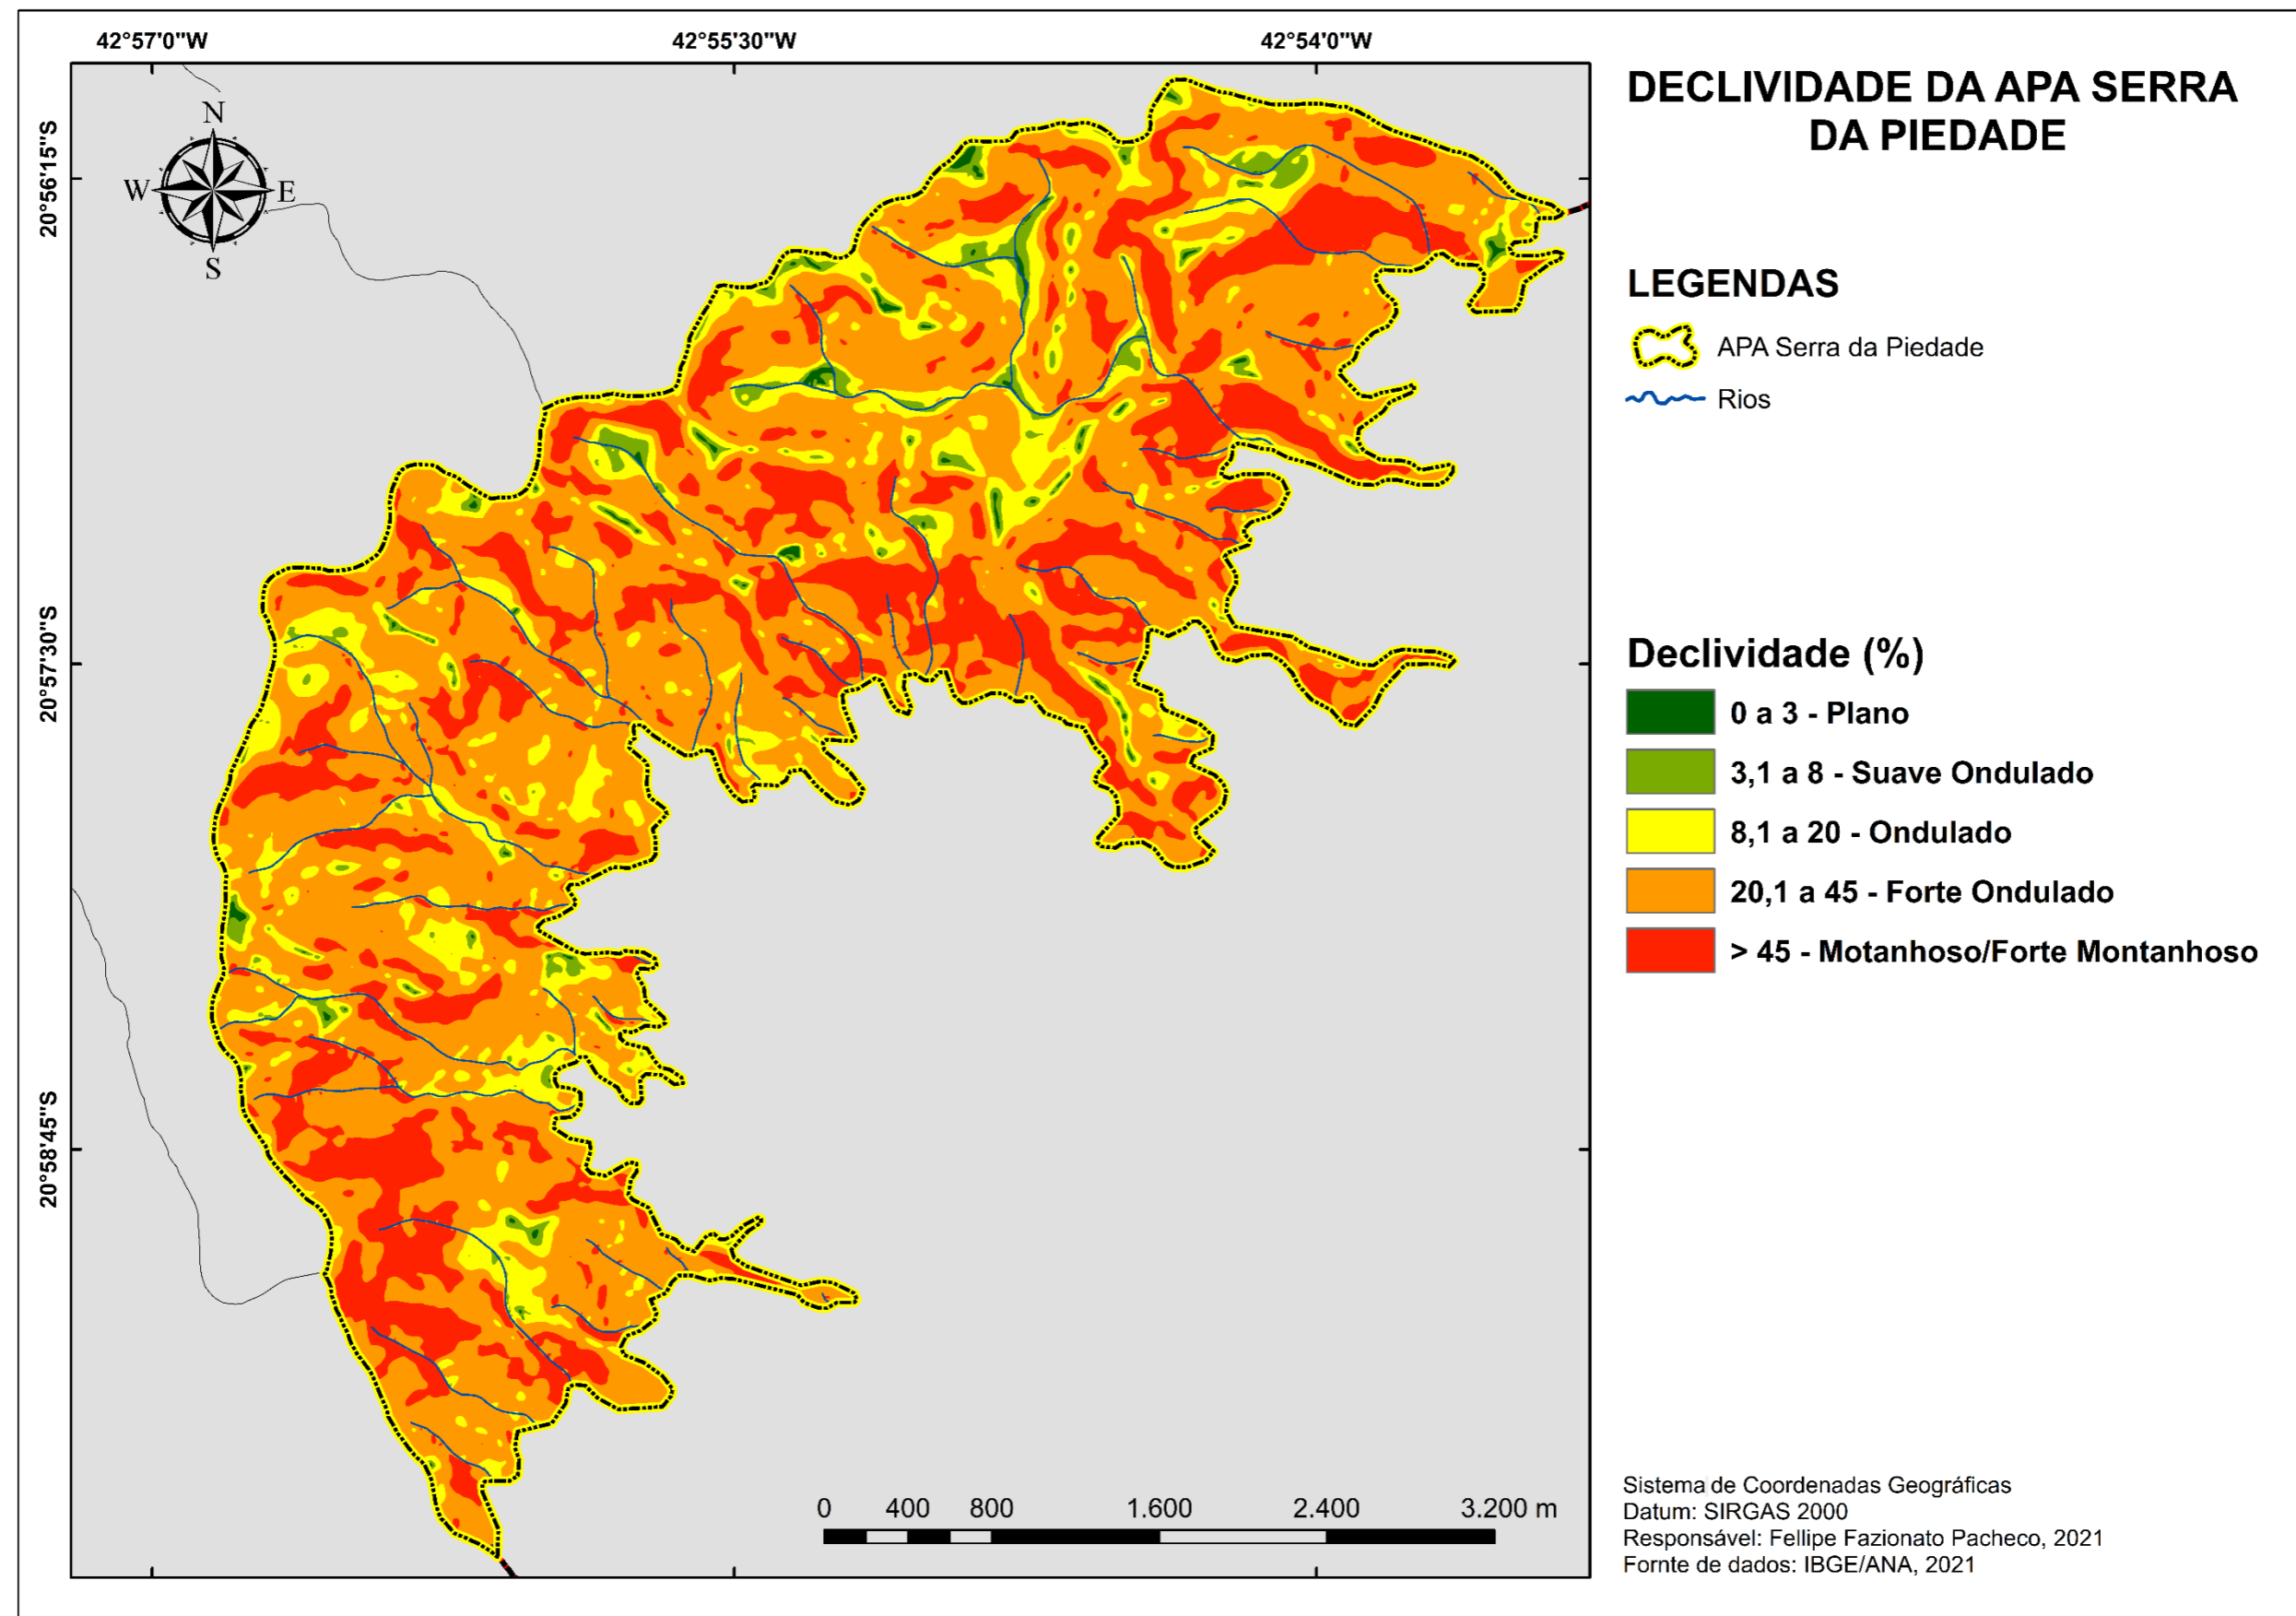 42°57'0"W
42°55'30"W
42°54'0"W
20°56'15"S
20°57'30"S
20°58'45"S
N
W
E
S
0 400 800 1.600 2.400 3.200 m
DECLIVIDADE DA APA SERRA
DA PIEDADE
LEGENDAS
APA Serra da Piedade
Rios
Declividade (%)
0 a 3 - Plano
3,1 a 8 - Suave Ondulado
8,1 a 20 - Ondulado
20,1 a 45 - Forte Ondulado
> 45 - Motanhoso/Forte Montanhoso
Sistema de Coordenadas Geográficas
Datum: SIRGAS 2000
Responsável: Fellipe Fazionato Pacheco, 2021
Fornte de dados: IBGE/ANA, 2021